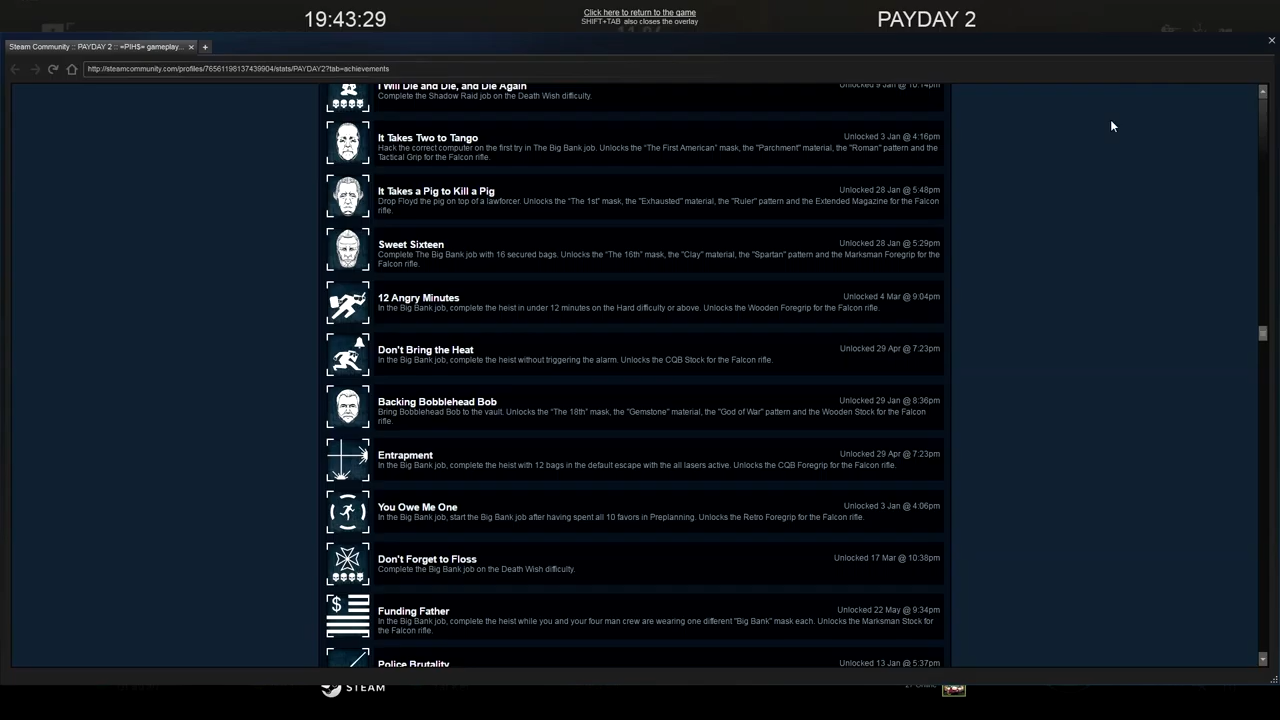 19:43:29
Click here to return to the game
SHIFT+TAB also closes the overlay
PAYDAY 2
Steam Community :: PAYDAY 2 :: =PIH$= gameplay...
http://steamcommunity.com/profiles/76561198137439904/stats/PAYDAY2?tab=achievements
I Will Die and Die, and Die Again
Unlocked 9 Jan @ 10:14pm
Complete the Shadow Raid job on the Death Wish difficulty.
It Takes Two to Tango
Unlocked 3 Jan @ 4:16pm
Hack the correct computer on the first try in The Big Bank job. Unlocks the "The First American" mask, the "Parchment" material, the "Roman" pattern and the
Tactical Grip for the Falcon rifle.
It Takes a Pig to Kill a Pig
Unlocked 28 Jan @ 5:48pm
Drop Floyd the pig on top of a lawforcer. Unlocks the "The 1st" mask, the "Exhausted" material, the "Ruler" pattern and the Extended Magazine for the Falcon
rifle.
Sweet Sixteen
Unlocked 28 Jan @ 5:29pm
Complete The Big Bank job with 16 secured bags. Unlocks the "The 16th" mask, the "Clay" material, the "Spartan" pattern and the Marksman Foregrip for the
Falcon rifle.
12 Angry Minutes
Unlocked 4 Mar @ 9:04pm
In the Big Bank job, complete the heist in under 12 minutes on the Hard difficulty or above. Unlocks the Wooden Foregrip for the Falcon rifle.
Don't Bring the Heat
Unlocked 29 Apr @ 7:23pm
In the Big Bank job, complete the heist without triggering the alarm. Unlocks the CQB Stock for the Falcon rifle.
Backing Bobblehead Bob
Unlocked 29 Jan @ 8:36pm
Bring Bobblehead Bob to the vault. Unlocks the "The 18th" mask, the "Gemstone" material, the "God of War" pattern and the Wooden Stock for the Falcon
rifle.
Entrapment
Unlocked 29 Apr @ 7:23pm
In the Big Bank job, complete the heist with 12 bags in the default escape with the all lasers active. Unlocks the CQB Foregrip for the Falcon rifle.
You Owe Me One
Unlocked 3 Jan @ 4:06pm
In the Big Bank job, start the Big Bank job after having spent all 10 favors in Preplanning. Unlocks the Retro Foregrip for the Falcon rifle.
Don't Forget to Floss
Unlocked 17 Mar @ 10:38pm
Complete the Big Bank job on the Death Wish difficulty.
Funding Father
Unlocked 22 May @ 9:34pm
In the Big Bank job, complete the heist while you and your four man crew are wearing one different "Big Bank" mask each. Unlocks the Marksman Stock for
the Falcon rifle.
Police Brutality
Unlocked 13 Jan @ 5:37pm
STEAM